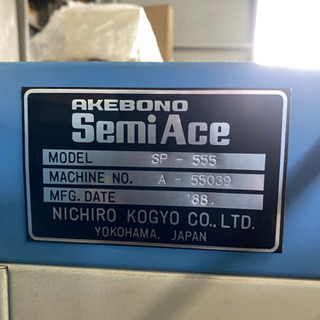 AKEBONO
SemiAce
MODEL SP - 555
MACHINE NO. A - 55039
MFG. DATE '88.
NICHIRO KOGYO CO., LTD.
YOKOHAMA, JAPAN